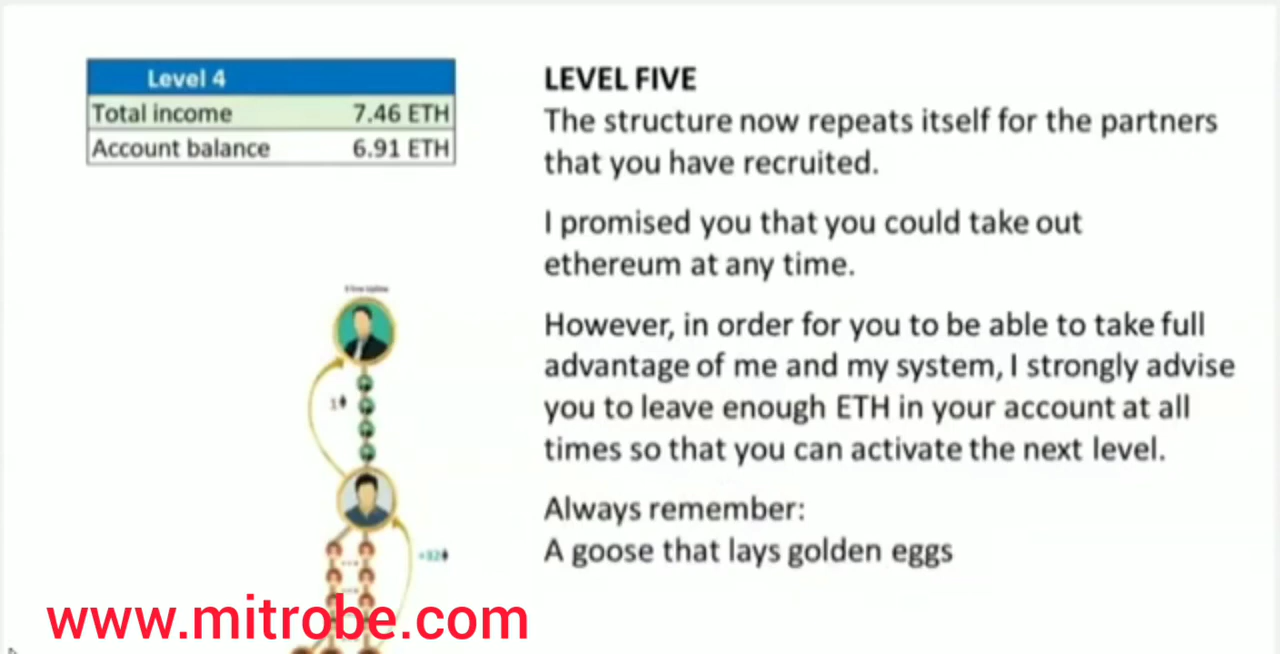 Level 4
Total income 7.46 ETH
Account balance 6.91 ETH
LEVEL FIVE
The structure now repeats itself for the partners
that you have recruited.
I promised you that you could take out
ethereum at any time.
However, in order for you to be able to take full
advantage of me and my system, I strongly advise
you to leave enough ETH in your account at all
times so that you can activate the next level.
Always remember:
A goose that lays golden eggs
1
+32
www.mitrobe.com